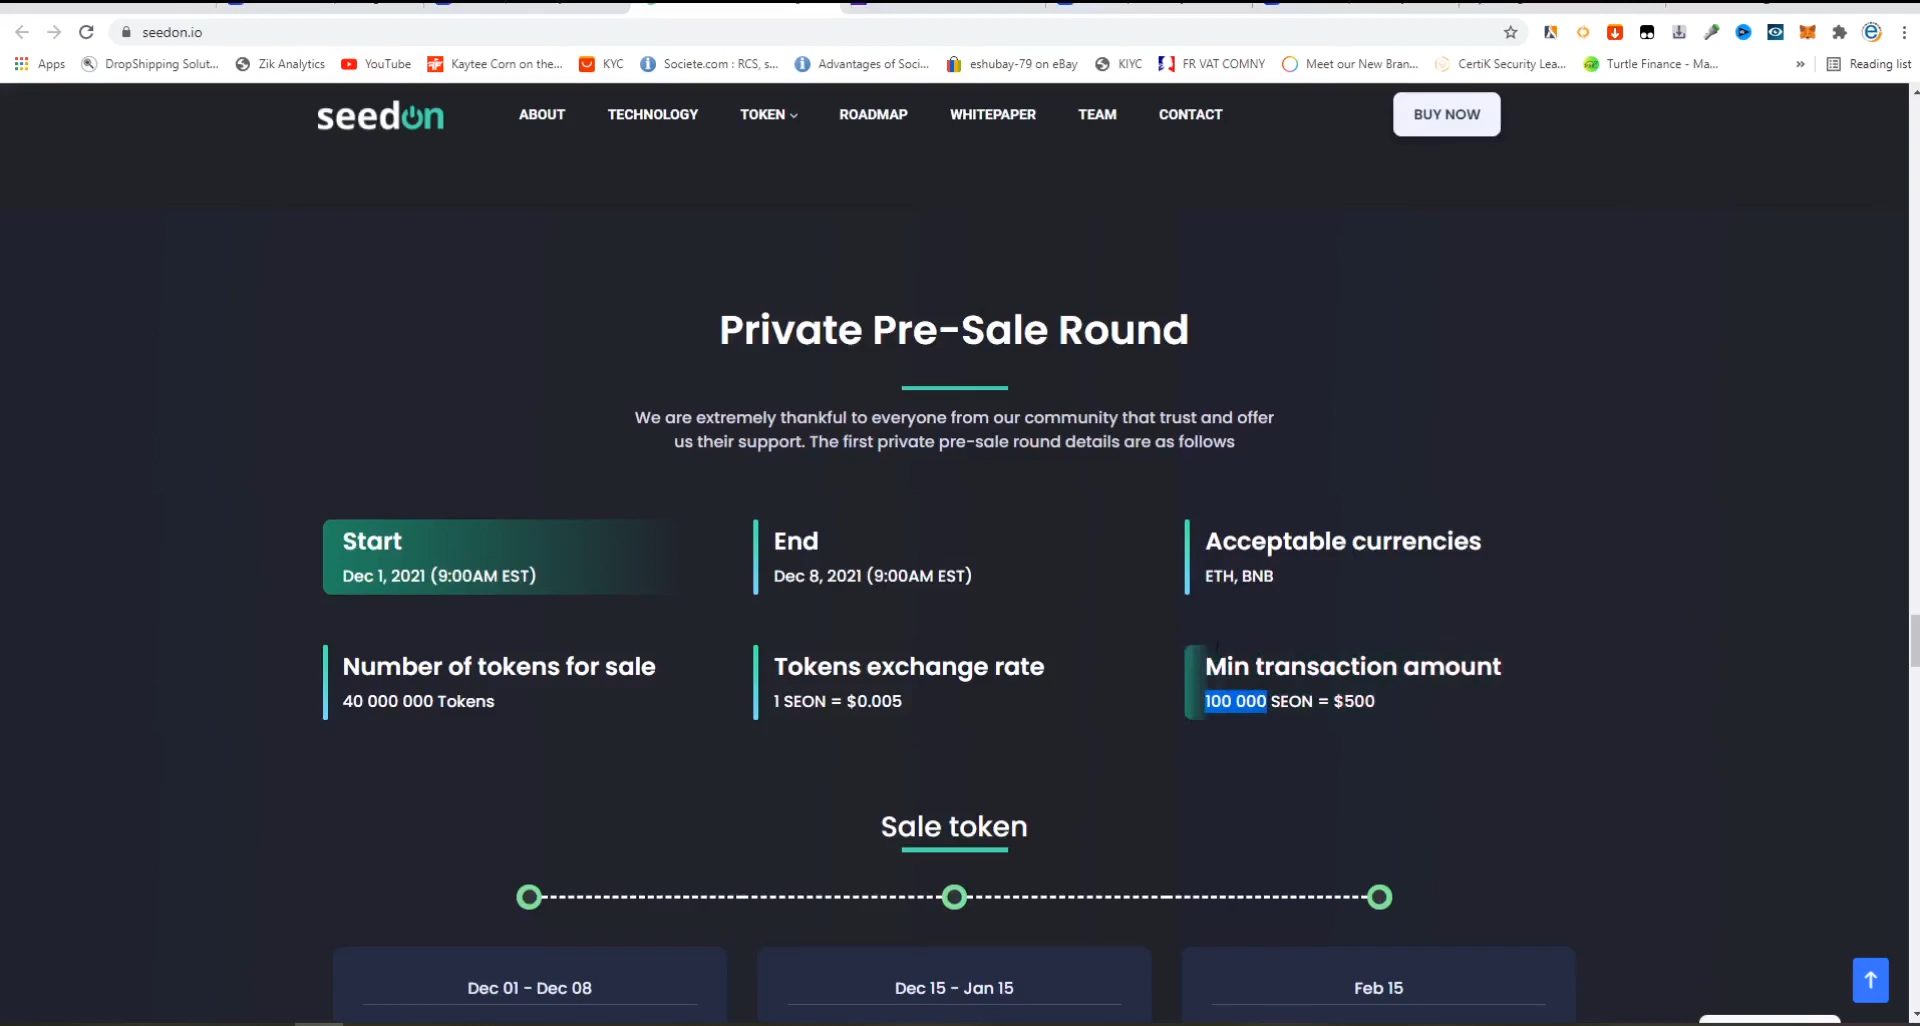 seedon.io
Apps DropShipping Solut... Zik Analytics YouTube Kaytee Corn on the... KYC Societe.com : RCS, s... Advantages of Soci... eshubay-79 on eBay KIYC FR VAT COMNY Meet our New Bran... CertiK Security Lea... Turtle Finance - Ma... » Reading list
seedon ABOUT TECHNOLOGY TOKEN ROADMAP WHITEPAPER TEAM CONTACT BUY NOW
Private Pre-Sale Round
We are extremely thankful to everyone from our community that trust and offer
us their support. The first private pre-sale round details are as follows
Start
Dec 1, 2021 (9:00AM EST)
End
Dec 8, 2021 (9:00AM EST)
Acceptable currencies
ETH, BNB
Number of tokens for sale
40 000 000 Tokens
Tokens exchange rate
1 SEON = $0.005
Min transaction amount
100 000 SEON = $500
Sale token
Dec 01 - Dec 08
Dec 15 - Jan 15
Feb 15